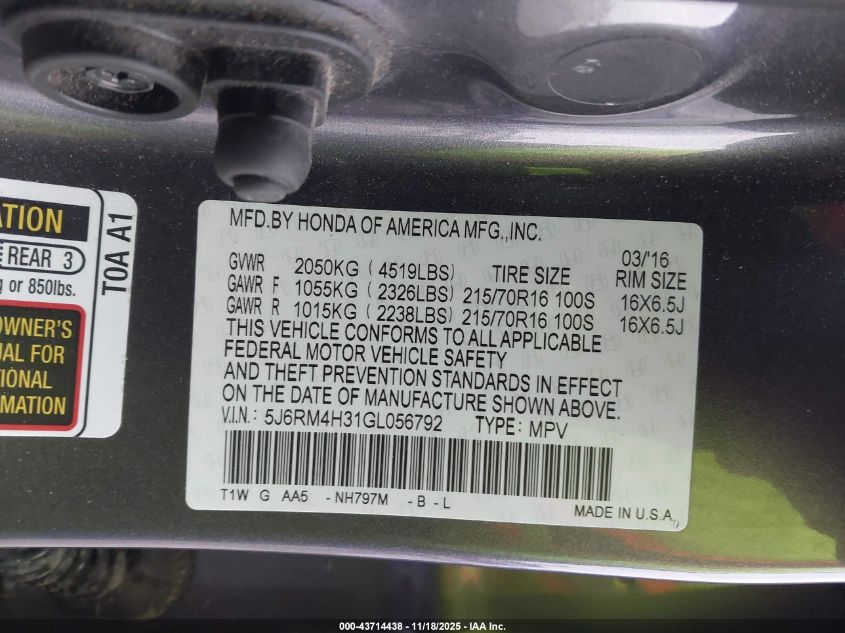 ATION
REAR 3
or 850lbs.
OWNER'S
UAL FOR
TIONAL
RMATION
T0A A1
MFD.BY HONDA OF AMERICA MFG.,INC.
03/'16
GVWR 2050KG ( 4519LBS) TIRE SIZE RIM SIZE
GAWR F 1055KG ( 2326LBS) 215/70R16 100S 16X6.5J
GAWR R 1015KG ( 2238LBS) 215/70R16 100S 16X6.5J
THIS VEHICLE CONFORMS TO ALL APPLICABLE
FEDERAL MOTOR VEHICLE SAFETY
AND THEFT PREVENTION STANDARDS IN EFFECT
ON THE DATE OF MANUFACTURE SHOWN ABOVE.
V.I.N.: 5J6RM4H31GL056792 TYPE: MPV
T1W G AA5 -NH797M -B -L
MADE IN U.S.A.
000-43714438 - 11/18/2025 - IAA Inc.